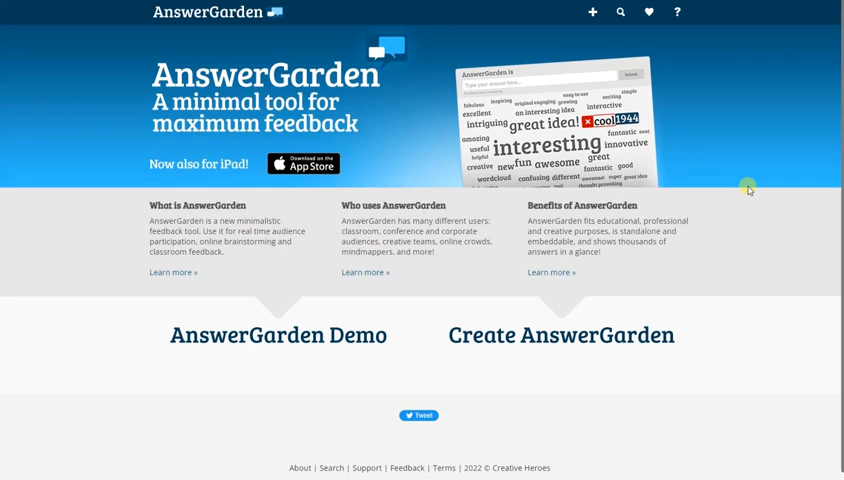 AnswerGarden
AnswerGarden
A minimal tool for
maximum feedback
Now also for iPad!
Download on the
App Store
AnswerGarden is
Type your answer here...
Submit
fabulous inspiring original engaging growing easy to use exciting simple
excellent an interesting idea interactive
intriguing great idea! cool 1944
amazing fantastic neat
useful interesting innovative
helpful
creative new fun awesome great good
wordcloud confusing different fantastic
awesome! super great idea
thought provoking
What is AnswerGarden
AnswerGarden is a new minimalistic
feedback tool. Use it for real time audience
participation, online brainstorming and
classroom feedback.
Learn more »
Who uses AnswerGarden
AnswerGarden has many different users:
classroom, conference and corporate
audiences, creative teams, online crowds,
mindmappers, and more!
Learn more »
Benefits of AnswerGarden
AnswerGarden fits educational, professional
and creative purposes, is standalone and
embeddable, and shows thousands of
answers in a glance!
Learn more »
AnswerGarden Demo
Create AnswerGarden
Tweet
About | Search | Support | Feedback | Terms | 2022 © Creative Heroes